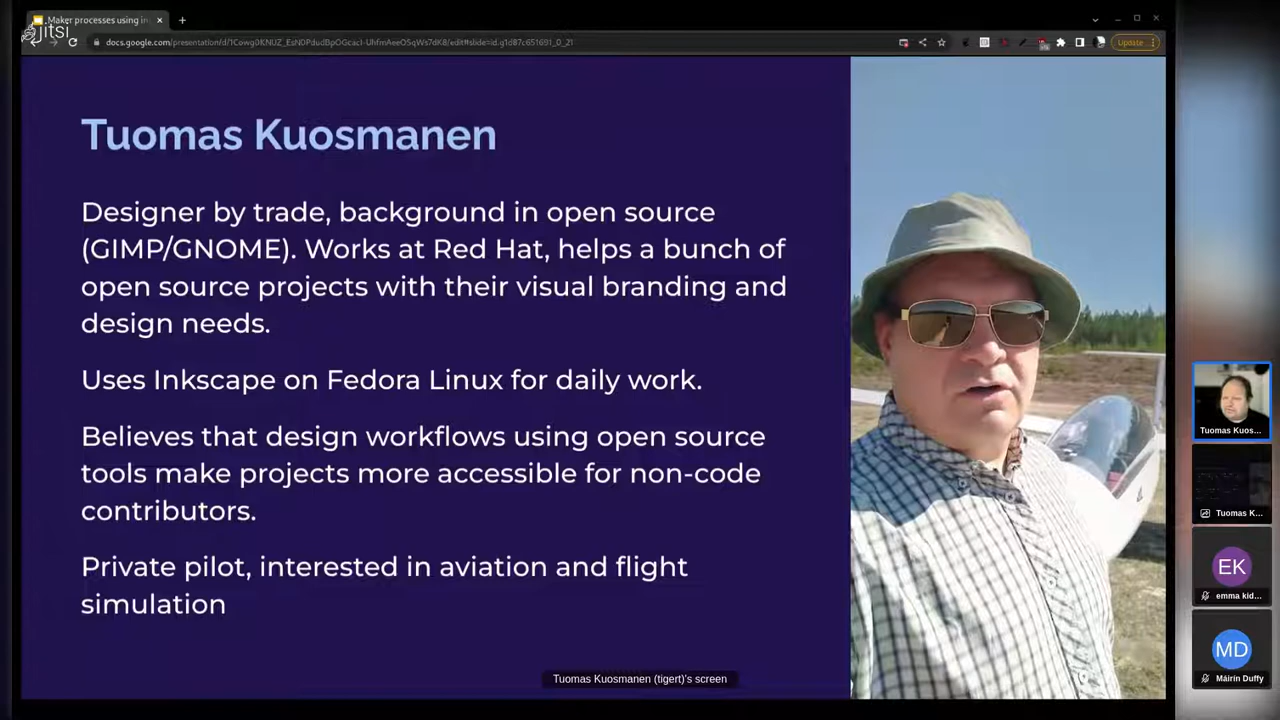 Maker processes using in
jitsi
docs.google.com/presentation/d/
Update
Tuomas Kuosmanen
Designer by trade, background in open source
(GIMP/GNOME). Works at Red Hat, helps a bunch of
open source projects with their visual branding and
design needs.
Uses Inkscape on Fedora Linux for daily work.
Believes that design workflows using open source
tools make projects more accessible for non-code
contributors.
Private pilot, interested in aviation and flight
simulation
Tuomas Kuosmanen (tigert)'s screen
Tuomas Kuos...
Tuomas K...
EK
emma kid...
MD
Máirín Duffy